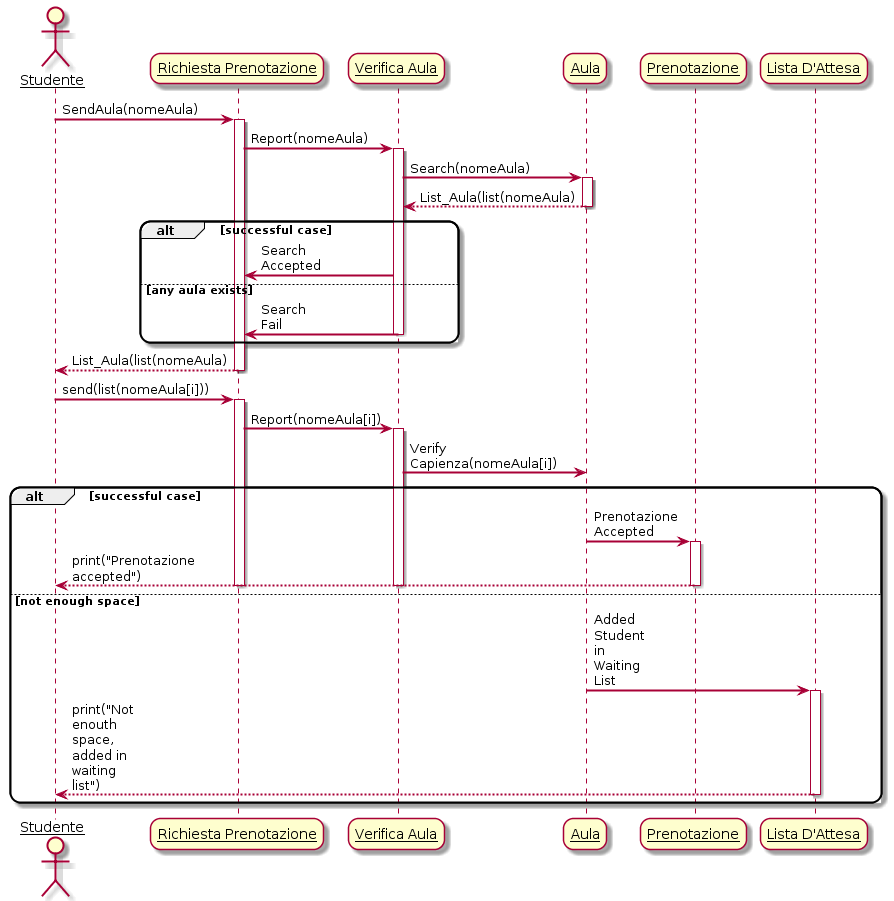 Studente
Richiesta Prenotazione
Verifica Aula
Aula
Prenotazione
Lista D'Attesa
SendAula(nomeAula)
Report(nomeAula)
Search(nomeAula)
List_Aula(list(nomeAula)
alt
[successful case]
Search
Accepted
[any aula exists]
Search
Fail
List_Aula(list(nomeAula)
send(list(nomeAula[i]))
Report(nomeAula[i])
Verify
Capienza(nomeAula[i])
alt
[successful case]
Prenotazione
Accepted
print("Prenotazione
accepted")
[not enough space]
Added
Student
in
Waiting
List
print("Not
enouth
space,
added in
waiting
list")
Studente
Richiesta Prenotazione
Verifica Aula
Aula
Prenotazione
Lista D'Attesa